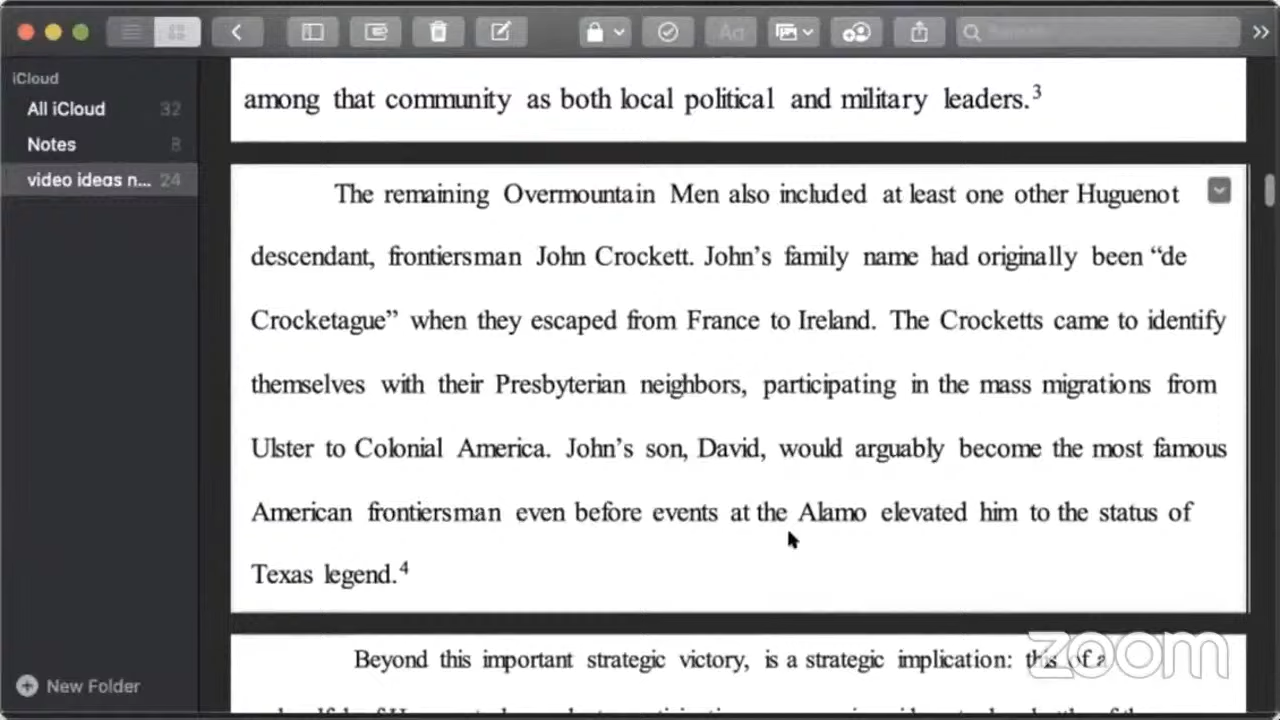 iCloud
All iCloud 32
Notes 8
video ideas n... 24
New Folder
Aa
among that community as both local political and military leaders.3
The remaining Overmountain Men also included at least one other Huguenot
descendant, frontiersman John Crockett. John's family name had originally been “de
Crocketague” when they escaped from France to Ireland. The Crocketts came to identify
themselves with their Presbyterian neighbors, participating in the mass migrations from
Ulster to Colonial America. John's son, David, would arguably become the most famous
American frontiersman even before events at the Alamo elevated him to the status of
Texas legend.4
Beyond this important strategic victory, is a strategic implication: this of a
zoom